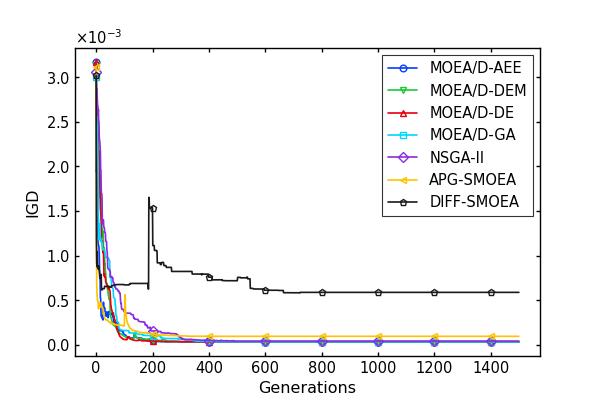 ×10⁻³
3.0
2.5
2.0
1.5
1.0
0.5
0.0
IGD
0 200 400 600 800 1000 1200 1400
Generations
MOEA/D-AEE
MOEA/D-DEM
MOEA/D-DE
MOEA/D-GA
NSGA-II
APG-SMOEA
DIFF-SMOEA